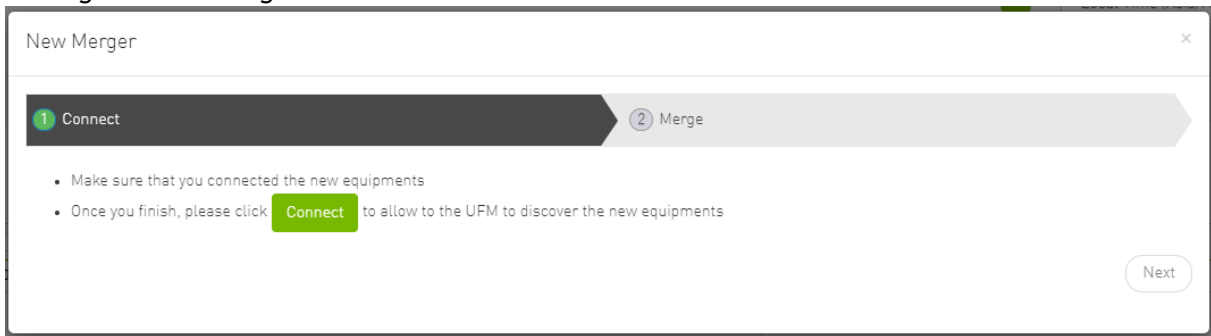 New Merger ×
1 Connect 2 Merge
• Make sure that you connected the new equipments
• Once you finish, please click Connect to allow to the UFM to discover the new equipments
Next